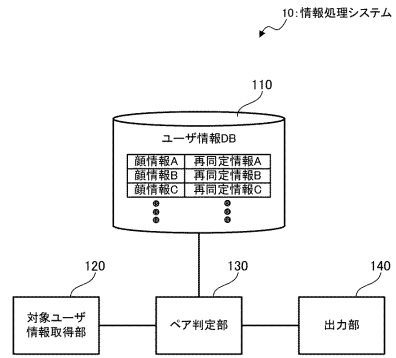 10:情報処理システム
110
ユーザ情報DB
顔情報A 再同定情報A
顔情報B 再同定情報B
顔情報C 再同定情報C
120
130
140
対象ユーザ
情報取得部
ペア判定部
出力部